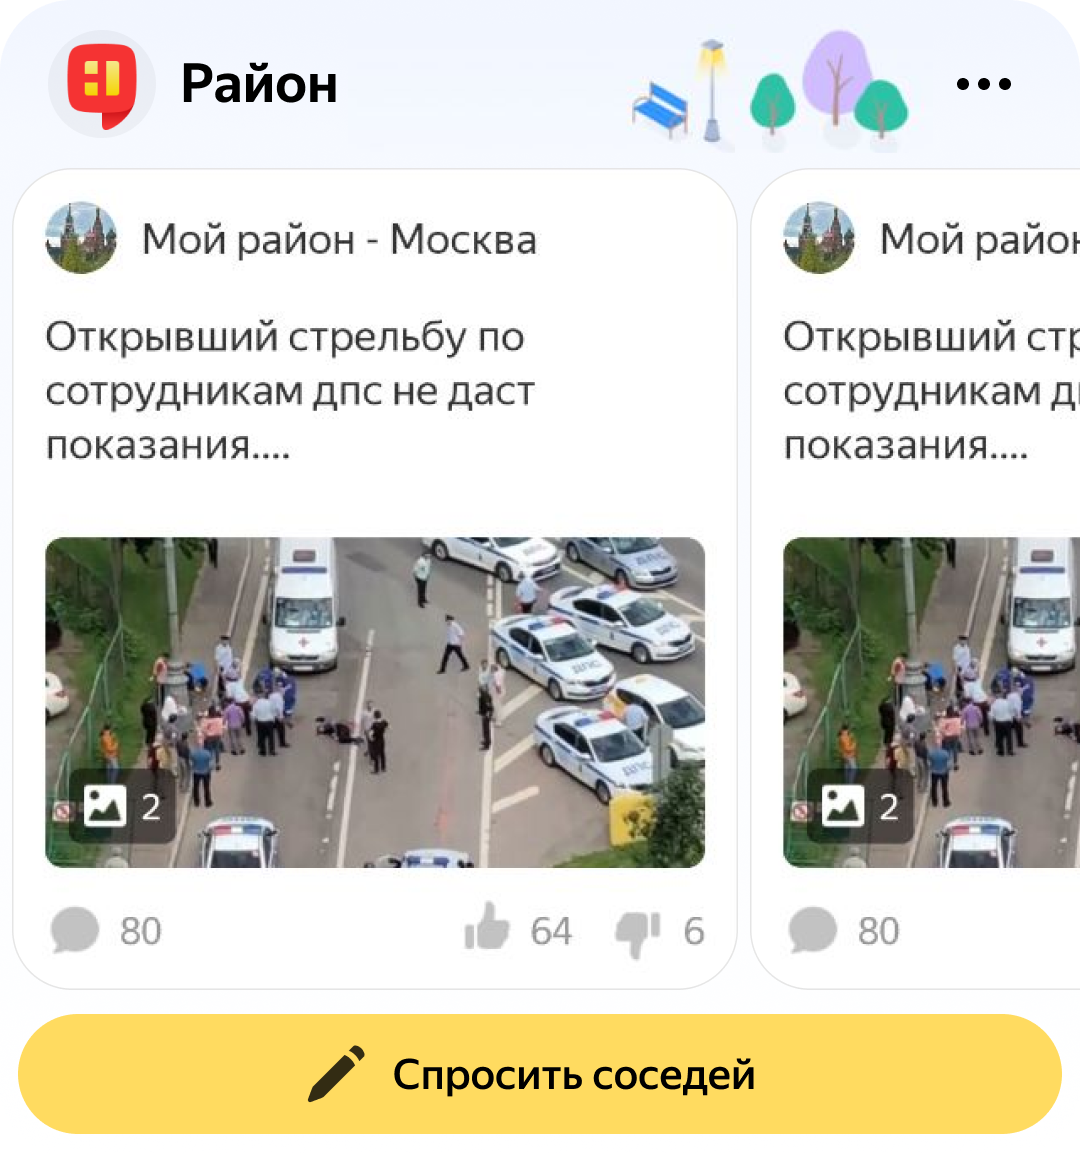 Район
Мой район - Москва
Открывший стрельбу по
сотрудникам дпс не даст
показания....
2
80
64
6
Мой район
Открывший стр
сотрудникам д
показания....
2
80
Спросить соседей